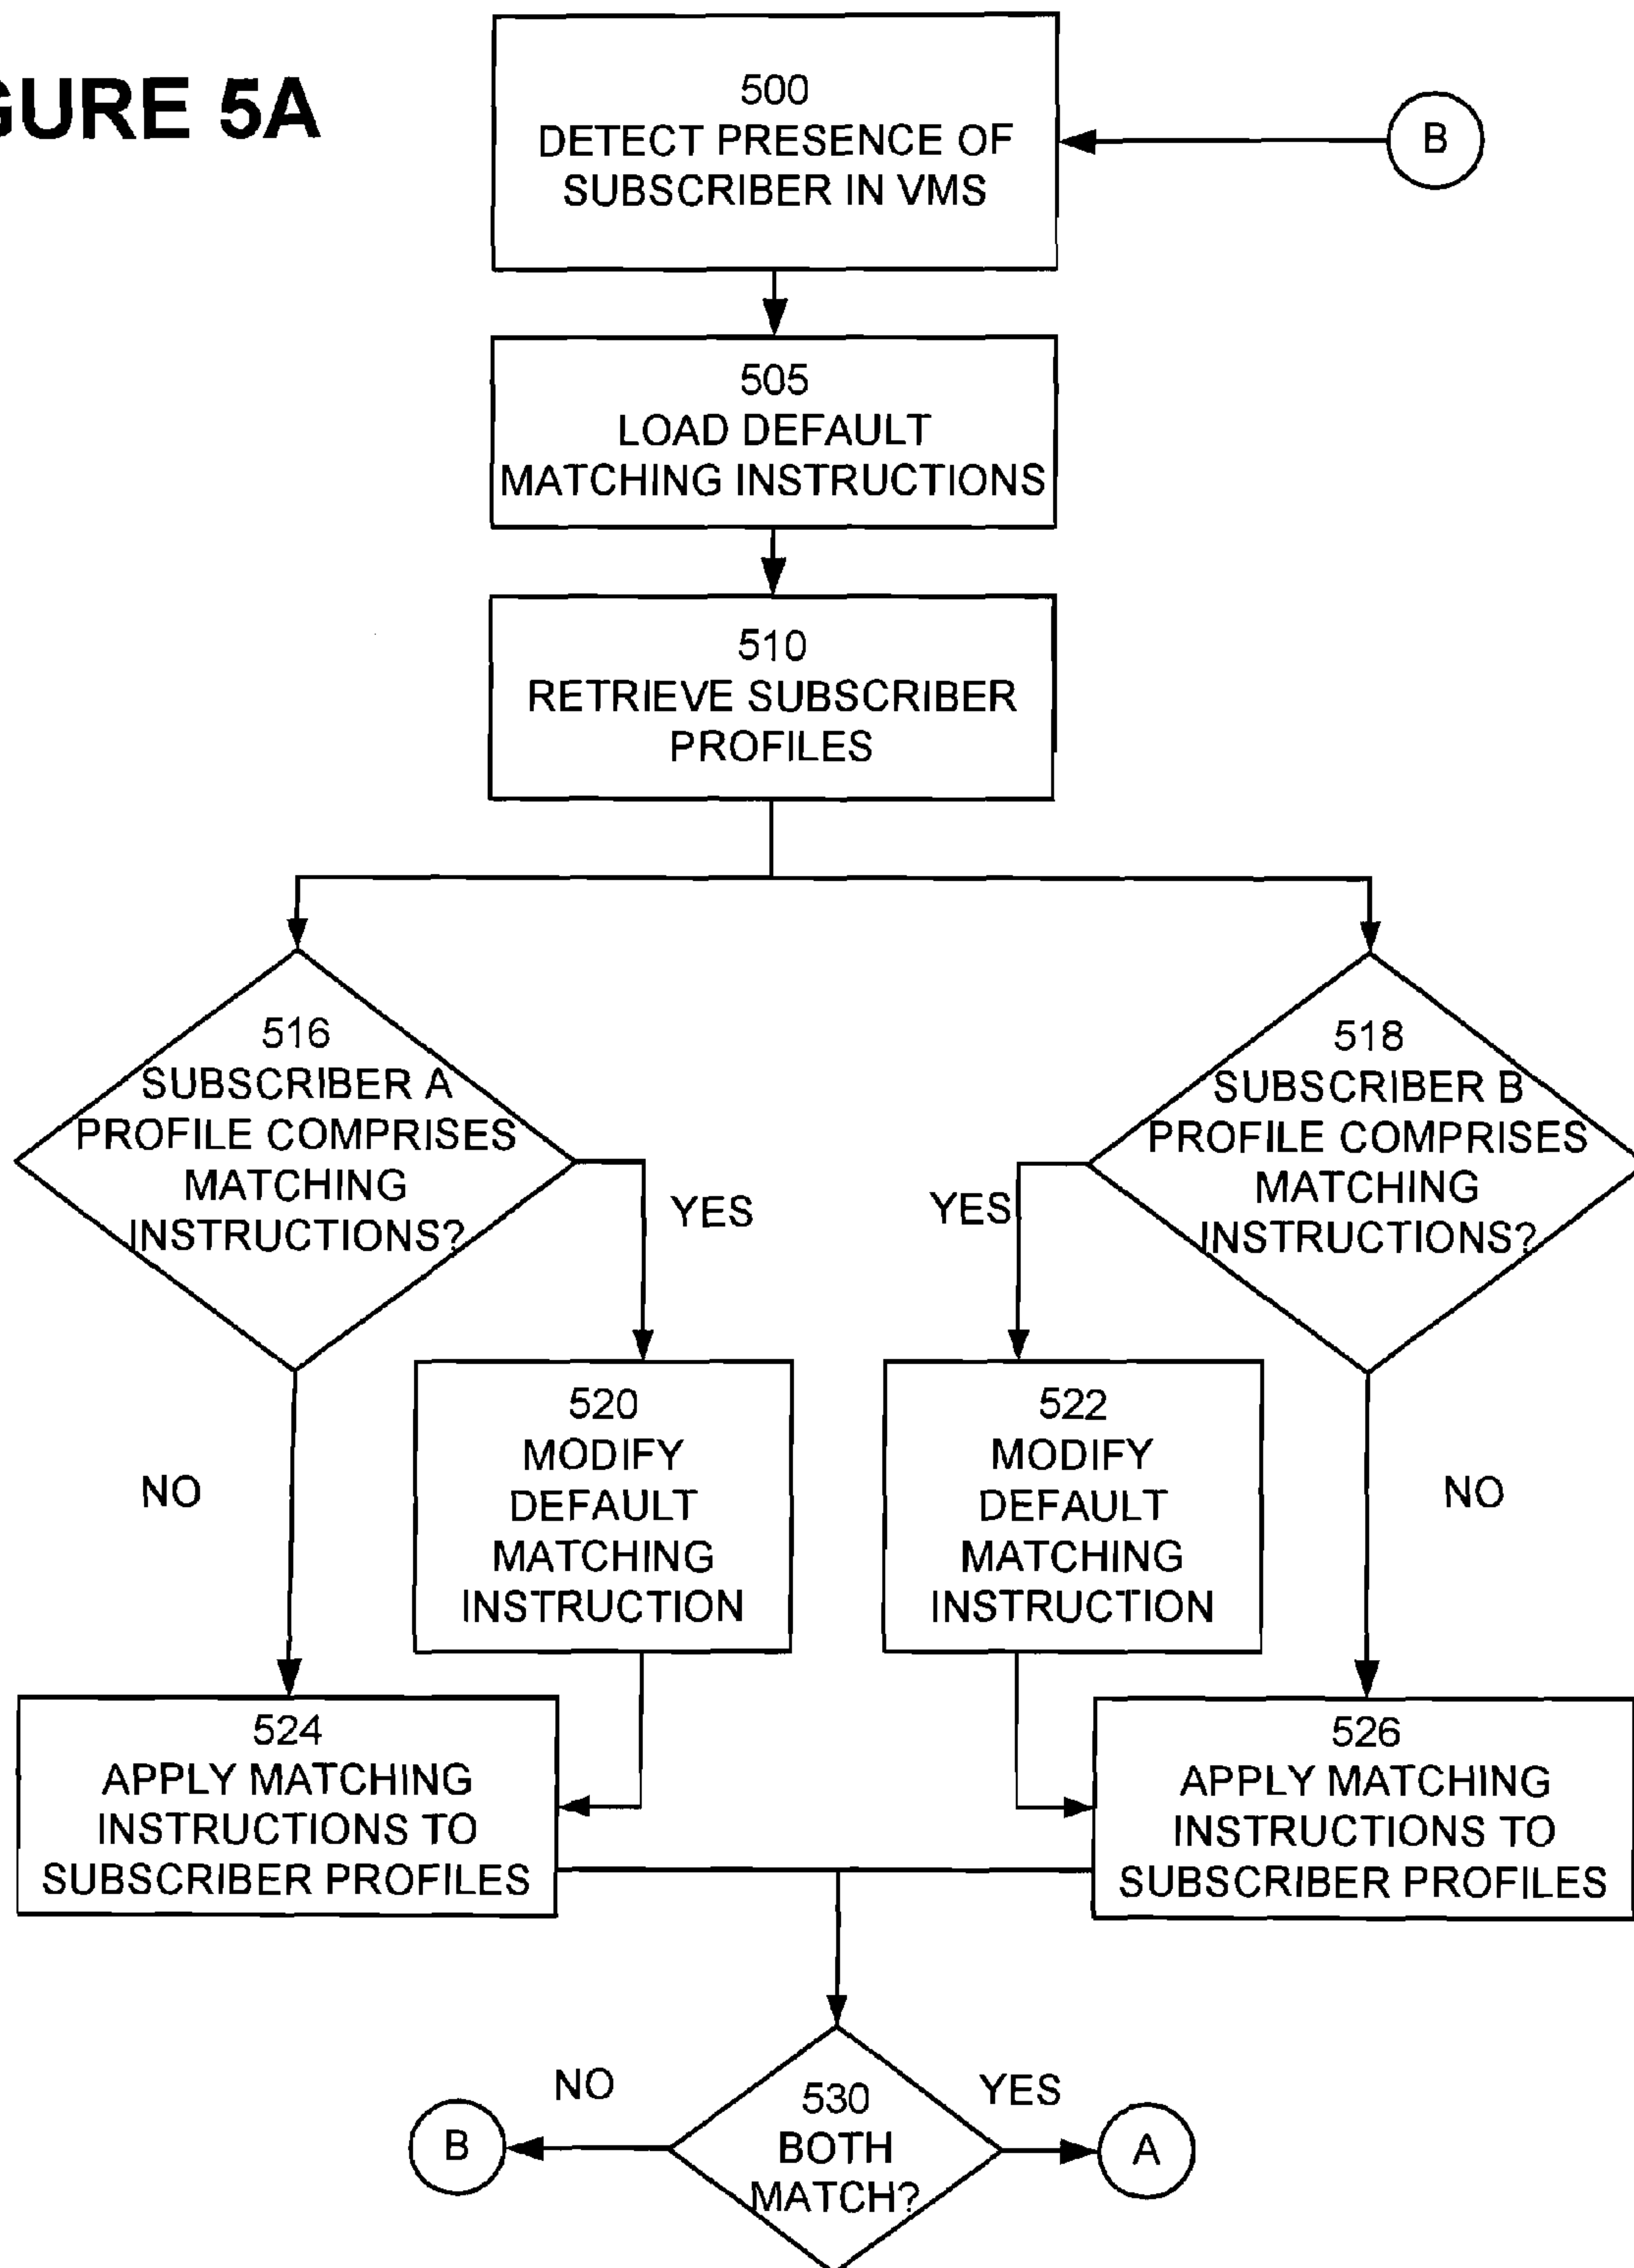 GURE 5A
500
DETECT PRESENCE OF
SUBSCRIBER IN VMS
B
505
LOAD DEFAULT
MATCHING INSTRUCTIONS
510
RETRIEVE SUBSCRIBER
PROFILES
516
SUBSCRIBER A
PROFILE COMPRISES
MATCHING
INSTRUCTIONS?
YES
518
SUBSCRIBER B
PROFILE COMPRISES
MATCHING
INSTRUCTIONS?
YES
NO
520
MODIFY
DEFAULT
MATCHING
INSTRUCTION
522
MODIFY
DEFAULT
MATCHING
INSTRUCTION
NO
524
APPLY MATCHING
INSTRUCTIONS TO
SUBSCRIBER PROFILES
526
APPLY MATCHING
INSTRUCTIONS TO
SUBSCRIBER PROFILES
530
BOTH
MATCH?
NO
YES
B
A